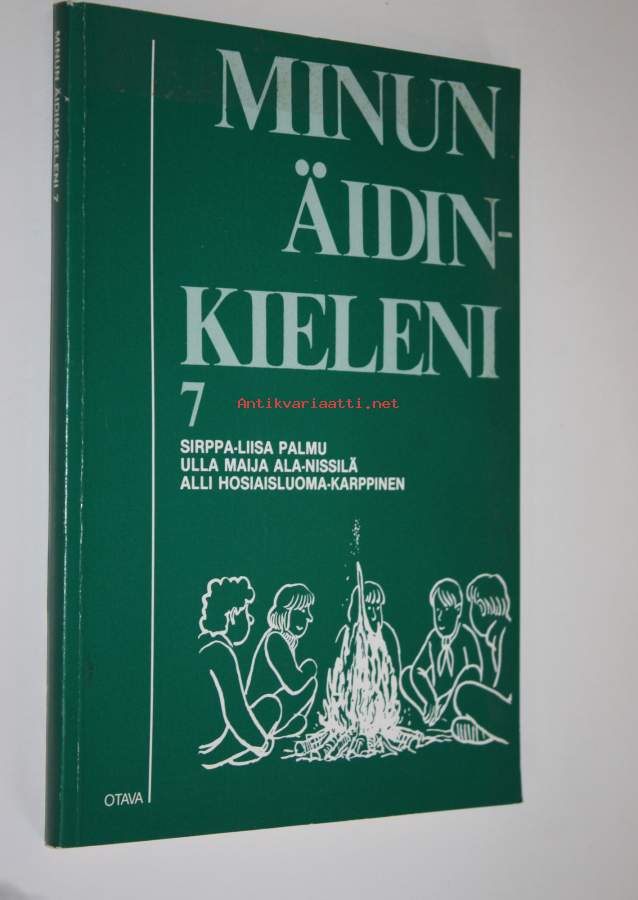 MINUN ÄIDINKIELENI 7
MINUN
ÄIDIN-
KIELENI
7
Antikvariaatti.net
SIRPPA-LIISA PALMU
ULLA MAIJA ALA-NISSILÄ
ALLI HOSIAISLUOMA-KARPPINEN
OTAVA